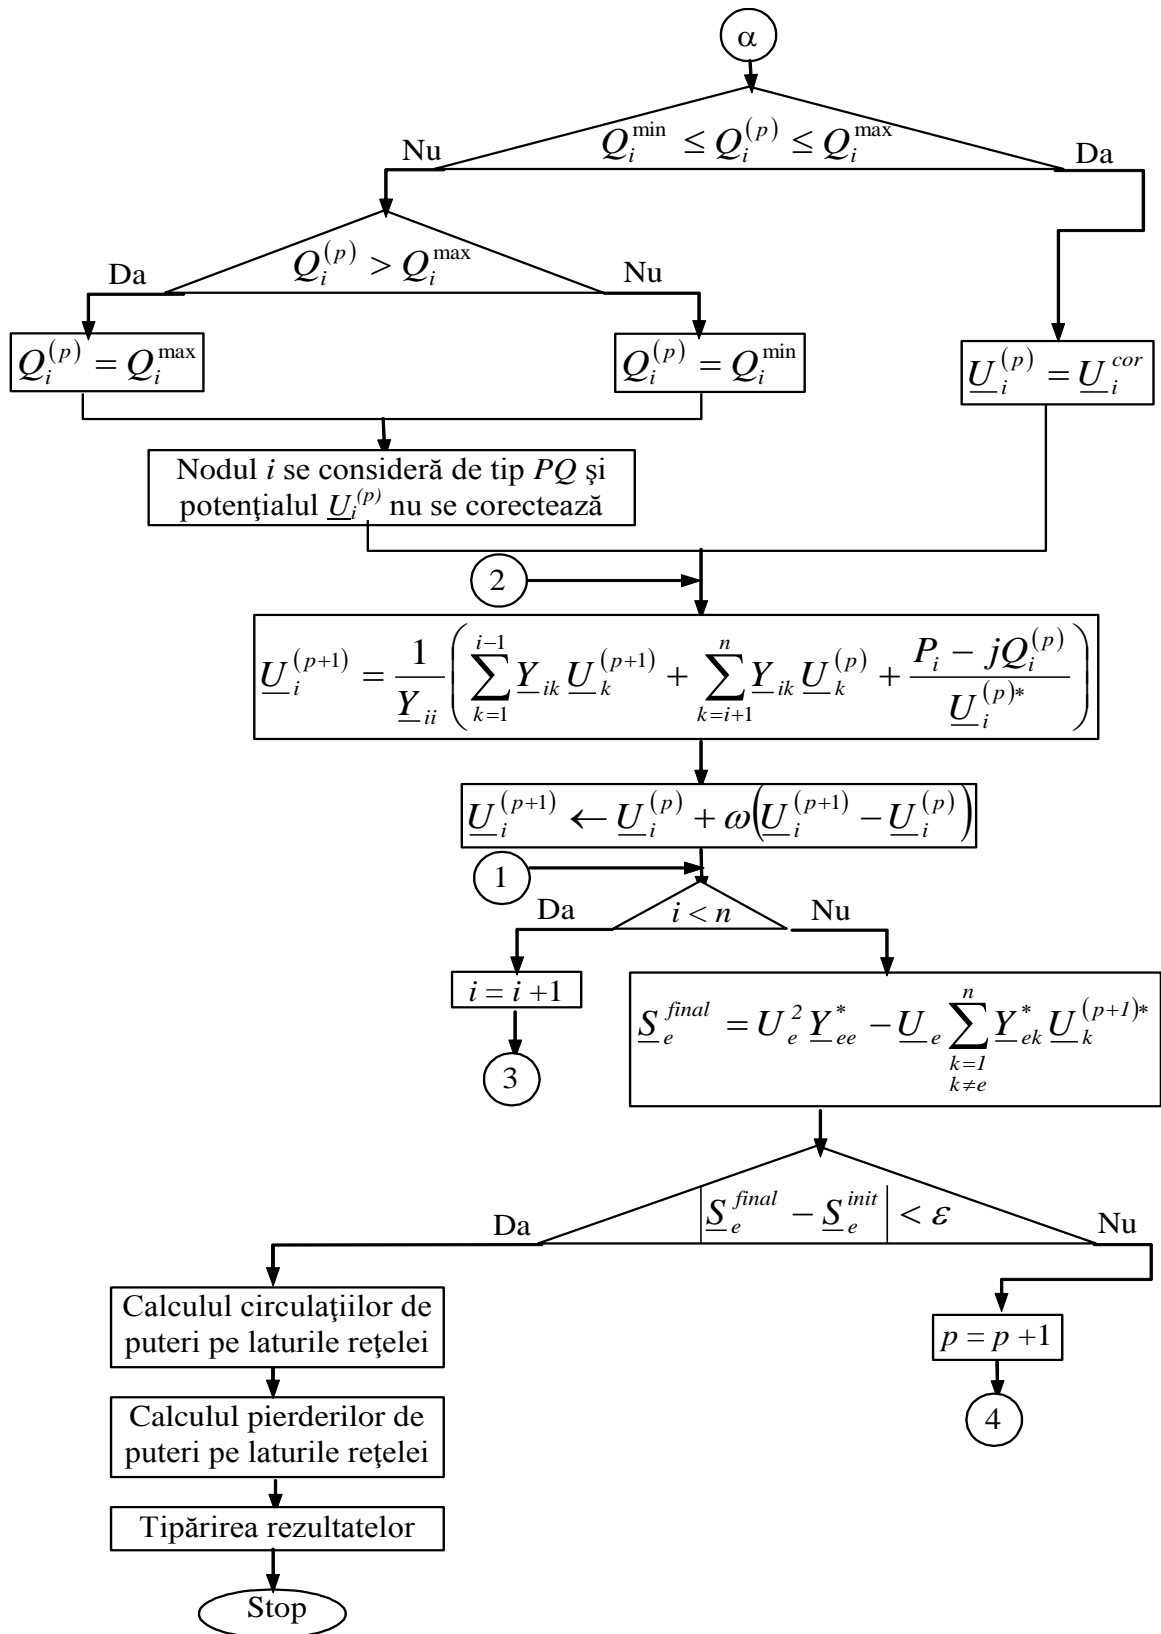 α
Q_i^min ≤ Q_i^(p) ≤ Q_i^max
Nu
Da
Q_i^(p) > Q_i^max
Da
Nu
Q_i^(p) = Q_i^max
Q_i^(p) = Q_i^min
U_i^(p) = U_i^cor
Nodul i se consideră de tip PQ şi
potenţialul U_i^(p) nu se corectează
2
U_i^(p+1) = 1/Y_ii ( ∑_{k=1}^{i−1} Y_ik U_k^(p+1) + ∑_{k=i+1}^{n} Y_ik U_k^(p) + (P_i − jQ_i^(p)) / U_i^(p)* )
U_i^(p+1) ← U_i^(p) + ω(U_i^(p+1) − U_i^(p))
1
Da
i < n
Nu
i = i +1
S_e^final = U_e^2 Y_ee^* − U_e ∑_{k=1, k≠e}^{n} Y_ek^* U_k^(p+1)*
3
|S_e^final − S_e^init| < ε
Da
Nu
Calculul circulaţiilor de
puteri pe laturile reţelei
p = p +1
Calculul pierderilor de
puteri pe laturile reţelei
4
Tipărirea rezultatelor
Stop